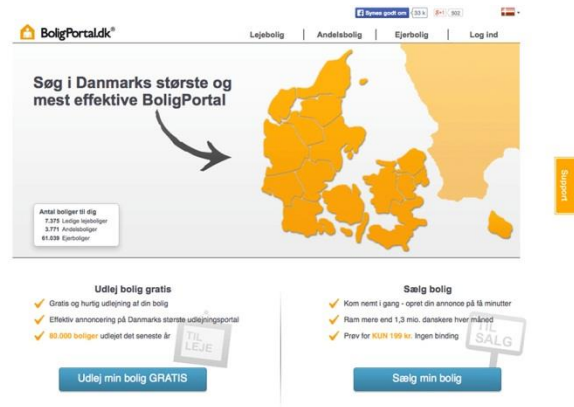 Synes godt om 33 k g+1 932
BoligPortal.dk®
Lejebolig Andelsbolig Ejerbolig Log ind
Søg i Danmarks største og
mest effektive BoligPortal
Support
Antal boliger til dig
7.375 Ledige lejeboliger
3.771 Andelsboliger
61.039 Ejerboliger
Udlej bolig gratis
Gratis og hurtig udlejning af din bolig
Effektiv annoncering på Danmarks største udlejningsportal
80.000 boliger udlejet det seneste år
TIL
LEJE
Udlej min bolig GRATIS
Sælg bolig
Kom nemt i gang - opret din annonce på få minutter
Ram mere end 1,3 mio. danskere hver måned
Prøv for KUN 199 kr. Ingen binding
TIL
SALG
Sælg min bolig